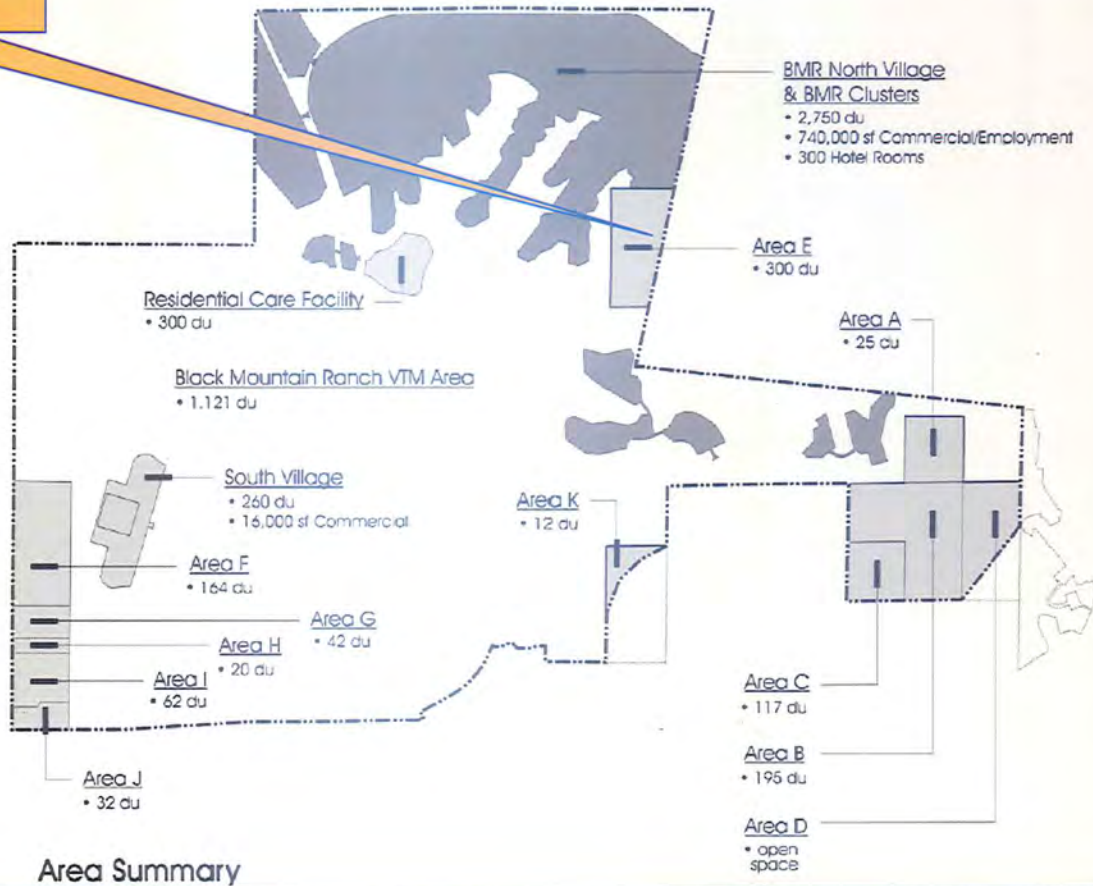 BMR North Village
& BMR Clusters
• 2,750 du
• 740,000 sf Commercial/Employment
• 300 Hotel Rooms
Area E
• 300 du
Residential Care Facility
• 300 du
Area A
• 25 du
Black Mountain Ranch VTM Area
• 1.121 du
South Village
• 260 du
• 16,000 sf Commercial
Area K
• 12 du
Area F
• 164 du
Area G
• 42 du
Area H
• 20 du
Area I
• 62 du
Area C
• 117 du
Area B
• 195 du
Area J
• 32 du
Area D
• open
space
Area Summary